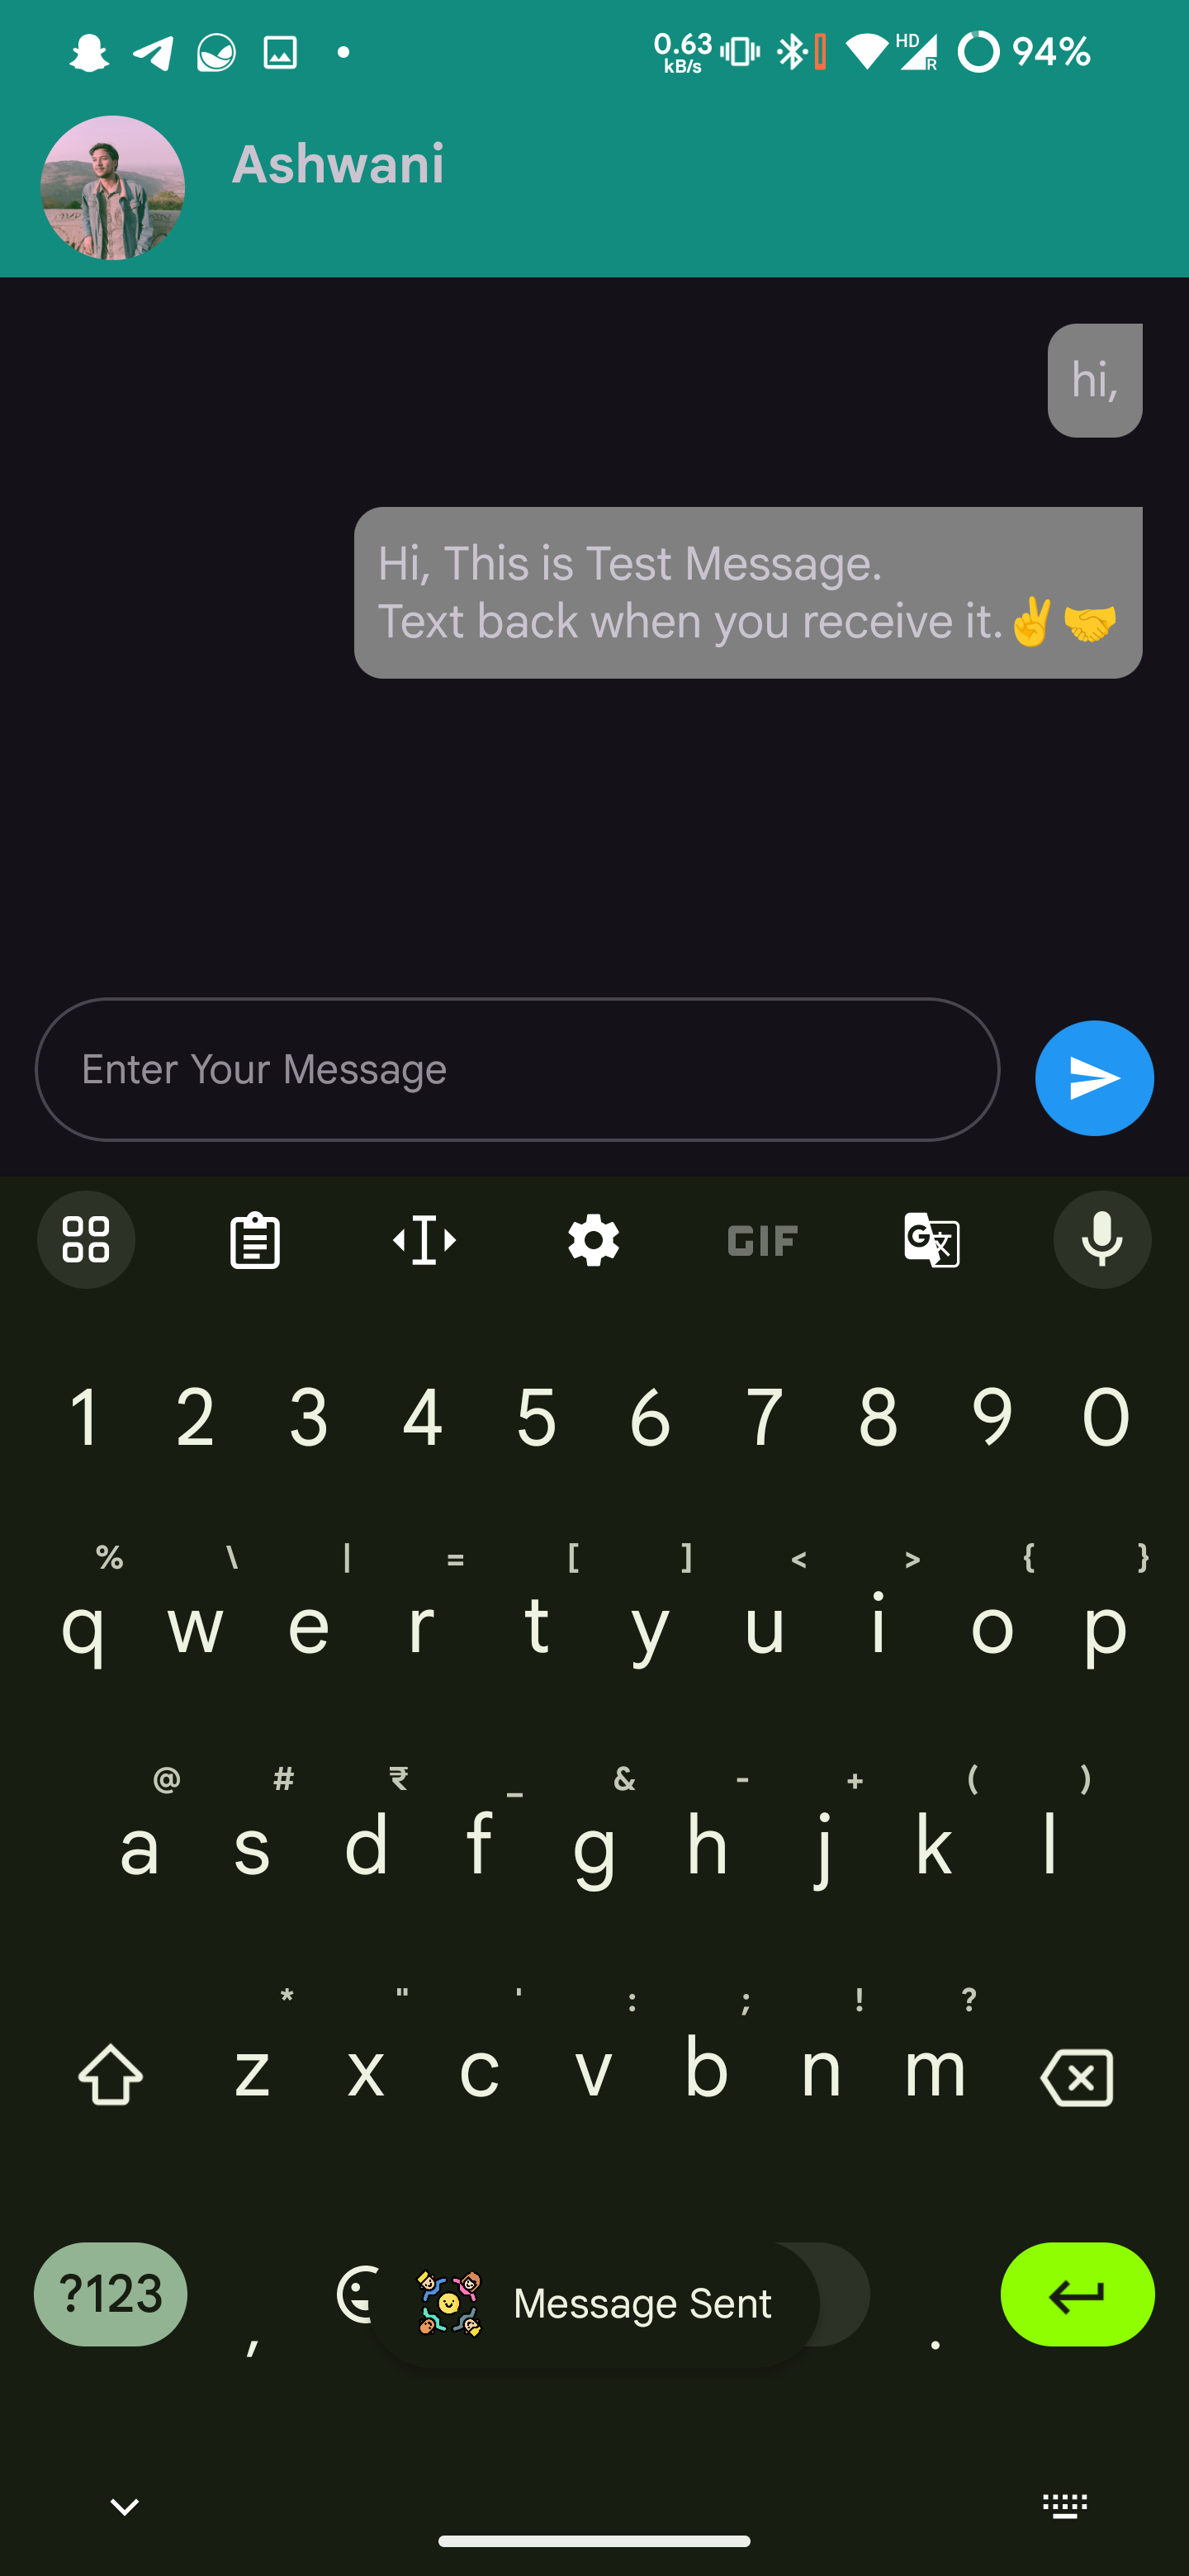 0.63 kB/s HD R 94%
Ashwani
hi,
Hi, This is Test Message.
Text back when you receive it.✌️🤝
Enter Your Message
GIF G 文
1 2 3 4 5 6 7 8 9 0
% \ | = [ ] < > { }
q w e r t y u i o p
@ # ₹ _ & - + ( )
a s d f g h j k l
* " ' : ; ! ?
z x c v b n m
?123 , Message Sent .